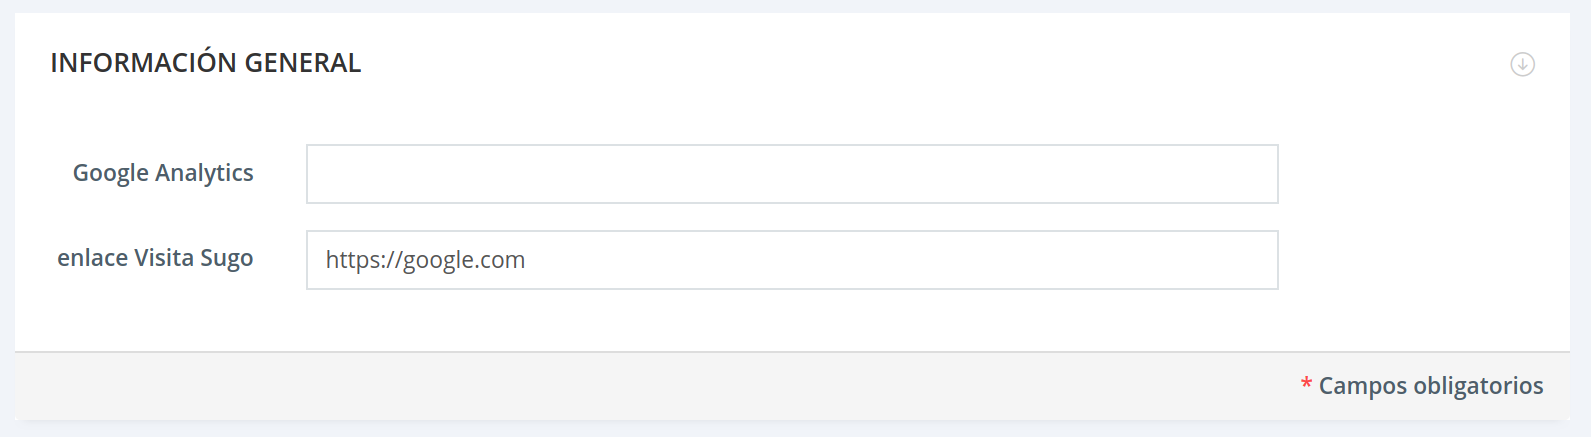 INFORMACIÓN GENERAL
Google Analytics
enlace Visita Sugo
https://google.com
* Campos obligatorios